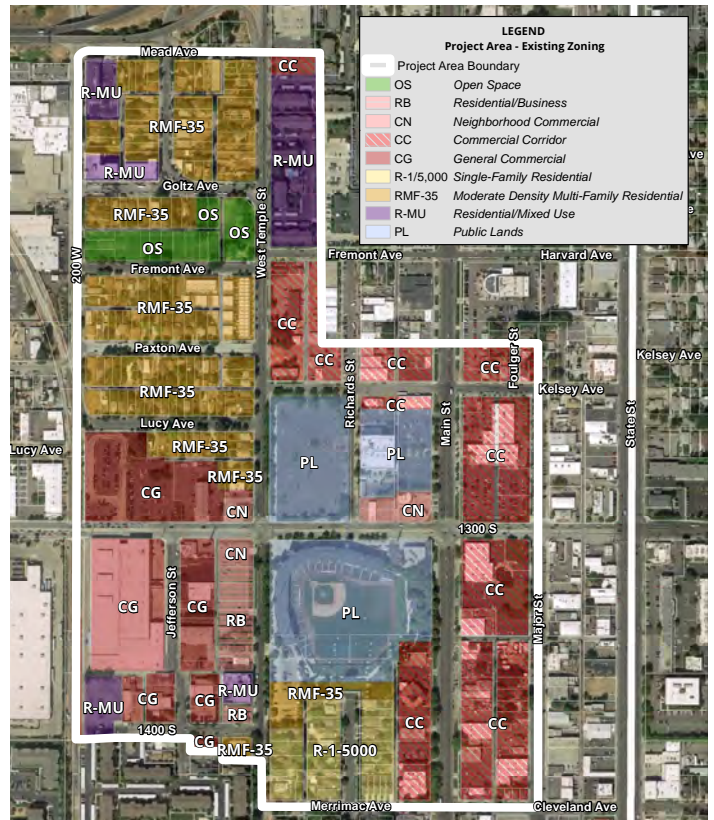 LEGEND
Project Area - Existing Zoning
Project Area Boundary
OS Open Space
RB Residential/Business
CN Neighborhood Commercial
CC Commercial Corridor
CG General Commercial
R-1/5,000 Single-Family Residential
RMF-35 Moderate Density Multi-Family Residential
R-MU Residential/Mixed Use
PL Public Lands
Mead Ave
CC
R-MU
RMF-35
R-MU
R-MU
Goltz Ave
RMF-35
OS
OS
OS
West Temple St
200 W
Fremont Ave
Fremont Ave
Harvard Ave
ve
e
RMF-35
CC
Paxton Ave
CC
CC
CC
Foulger St
Kelsey Ave
Kelsey Ave
RMF-35
Richards St
Main St
State St
CC
Lucy Ave
Lucy Ave
RMF-35
PL
PL
CC
CG
RMF-35
CN
CN
1300 S
CN
CG
Jefferson St
CG
RB
PL
CC
Major St
R-MU
CG
CG
R-MU
RB
RMF-35
CC
CC
1400 S
CG
RMF-35
R-1-5000
Merrimac Ave
Cleveland Ave